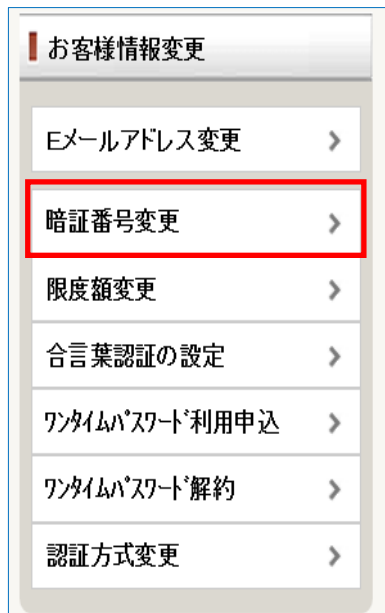 お客様情報変更
Eメールアドレス変更
暗証番号変更
限度額変更
合言葉認証の設定
ﾜﾝﾀｲﾑﾊﾟｽﾜｰﾄﾞ利用申込
ﾜﾝﾀｲﾑﾊﾟｽﾜｰﾄﾞ解約
認証方式変更